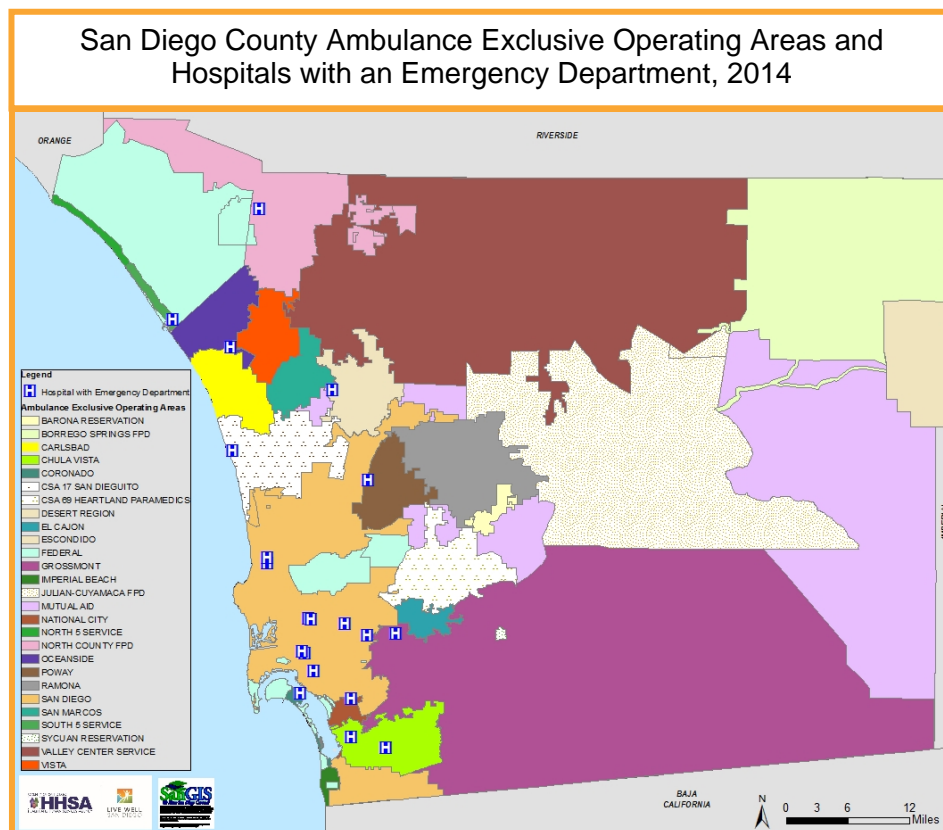 San Diego County Ambulance Exclusive Operating Areas and
Hospitals with an Emergency Department, 2014
ORANGE
RIVERSIDE
Legend
H Hospital with Emergency Department
Ambulance Exclusive Operating Areas
BARONA RESERVATION
BORREGO SPRINGS FPD
CARLSBAD
CHULA VISTA
CORONADO
CSA 17 SAN DIEGUITO
CSA 69 HEARTLAND PARAMEDICS
DESERT REGION
EL CAJON
ESCONDIDO
FEDERAL
GROSSMONT
IMPERIAL BEACH
JULIAN-CUYAMACA FPD
MUTUAL AID
NATIONAL CITY
NORTH 5 SERVICE
NORTH COUNTY FPD
OCEANSIDE
POWAY
RAMONA
SAN DIEGO
SAN MARCOS
SOUTH 5 SERVICE
SYCUAN RESERVATION
VALLEY CENTER SERVICE
VISTA
HHSA
LIVE WELL
SAN DIEGO
SanGIS
BAJA
CALIFORNIA
N
0 3 6 12
Miles